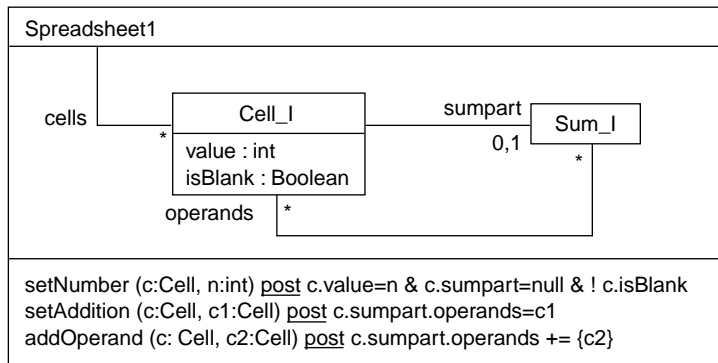 Spreadsheet1
cells
*
Cell_I
value : int
isBlank : Boolean
sumpart
0,1
Sum_I
*
operands
*
setNumber (c:Cell, n:int) post c.value=n & c.sumpart=null & ! c.isBlank
setAddition (c:Cell, c1:Cell) post c.sumpart.operands=c1
addOperand (c: Cell, c2:Cell) post c.sumpart.operands += {c2}